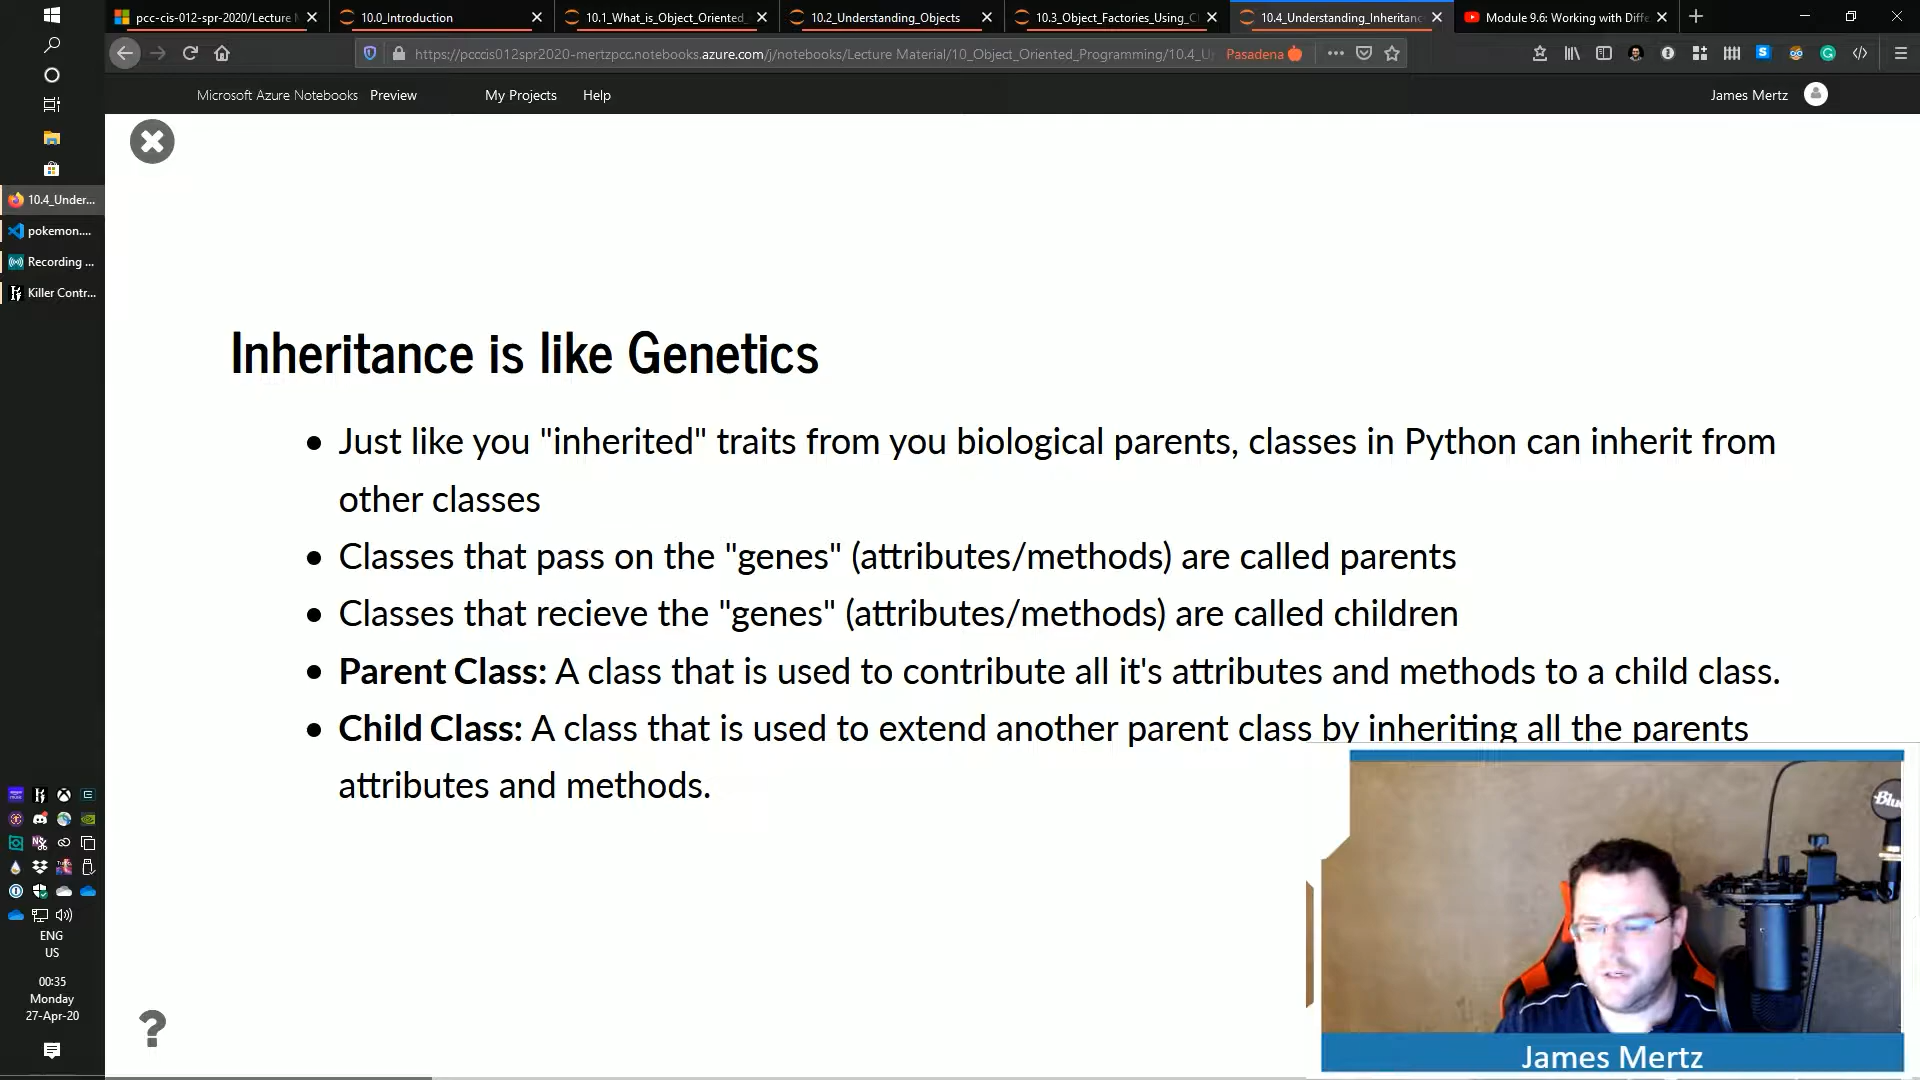 pcc-cis-012-spr-2020/Lecture M
10.0_Introduction
10.1_What_is_Object_Oriented_
10.2_Understanding_Objects
10.3_Object_Factories_Using_C
10.4_Understanding_Inheritanc
Module 9.6: Working with Diffe
https://pcccis012spr2020-mertzpcc.notebooks.azure.com/j/notebooks/Lecture Material/10_Object_Oriented_Programming/10.4_U
Pasadena
Microsoft Azure Notebooks
Preview
My Projects
Help
James Mertz
10.4_Under...
pokemon....
Recording ...
Killer Contr...
Inheritance is like Genetics
Just like you "inherited" traits from you biological parents, classes in Python can inherit from
other classes
Classes that pass on the "genes" (attributes/methods) are called parents
Classes that recieve the "genes" (attributes/methods) are called children
Parent Class: A class that is used to contribute all it's attributes and methods to a child class.
Child Class: A class that is used to extend another parent class by inheriting all the parents
attributes and methods.
ENG
US
00:35
Monday
27-Apr-20
?
Blue
James Mertz